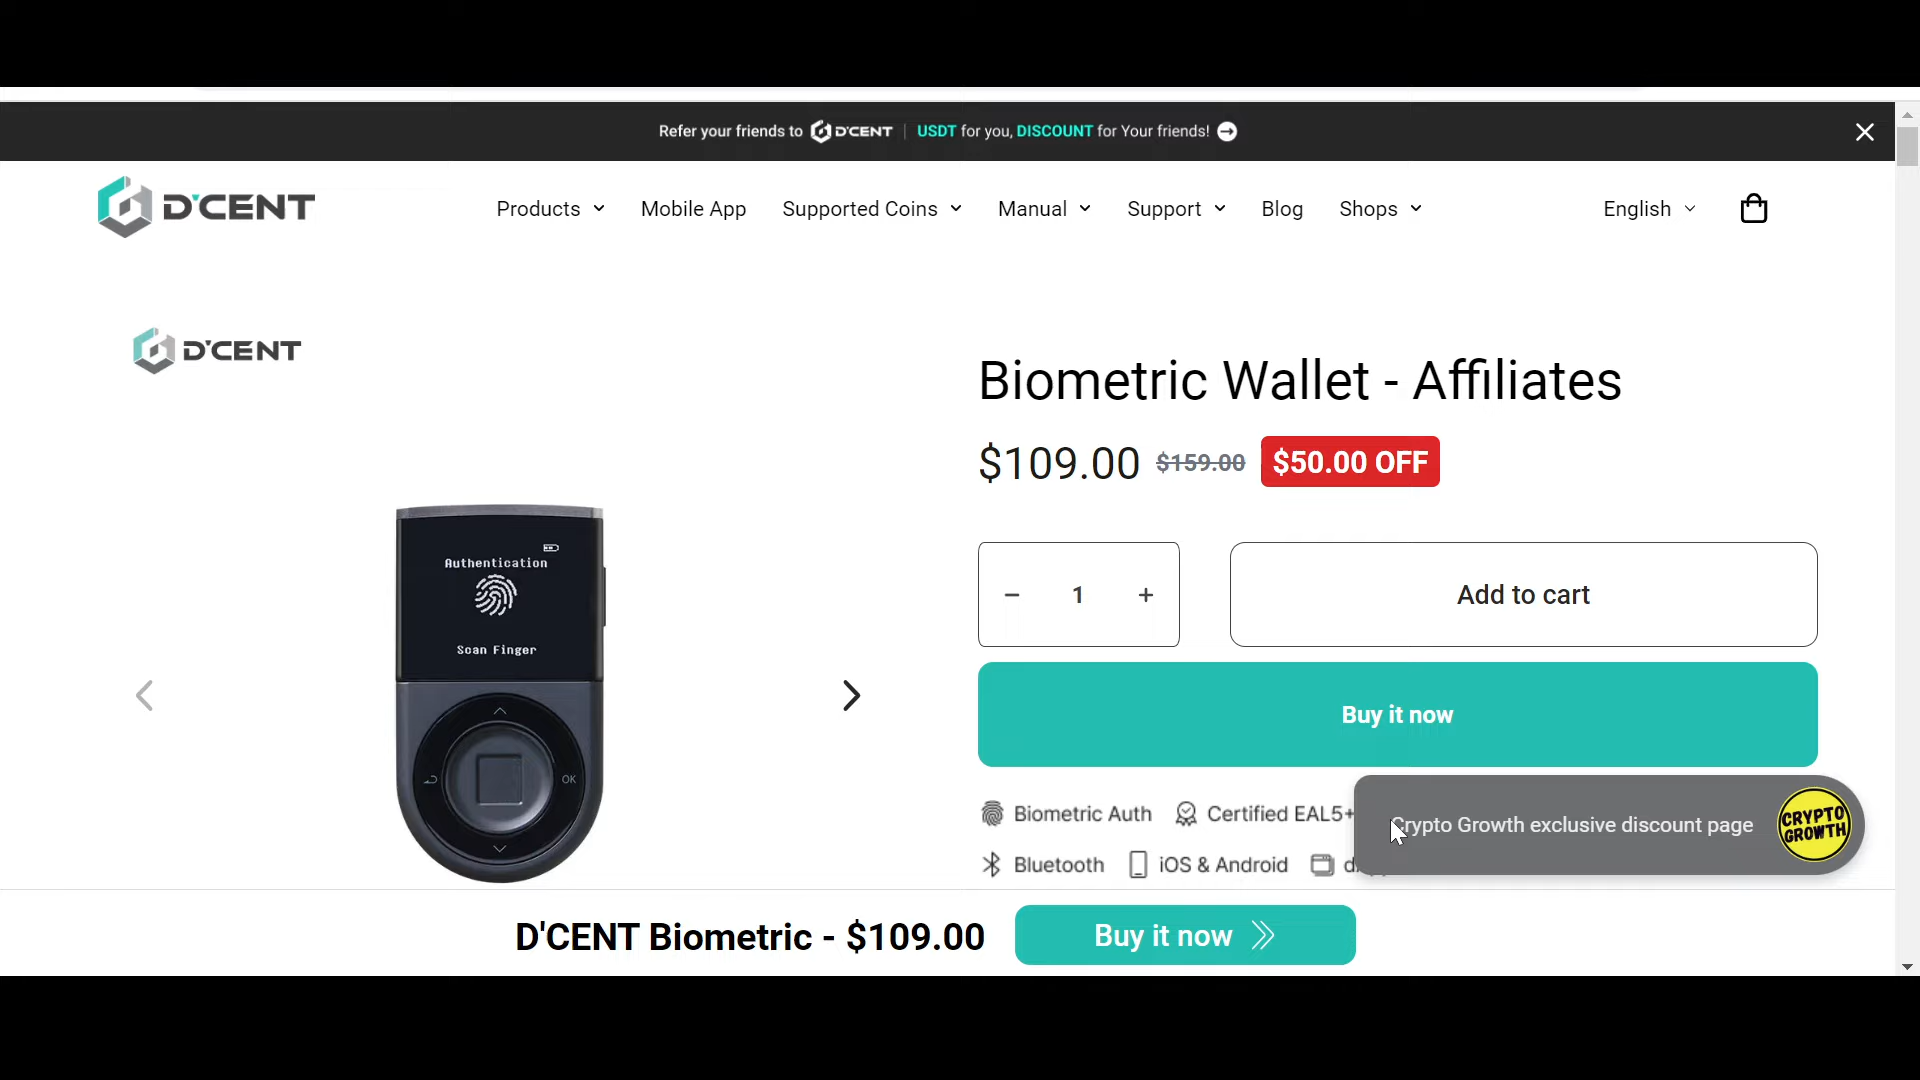 Refer your friends to D'CENT | USDT for you, DISCOUNT for Your friends!
D'CENT
Products
Mobile App
Supported Coins
Manual
Support
Blog
Shops
English
D'CENT
Biometric Wallet - Affiliates
$109.00 $159.00 $50.00 OFF
Authentication
Scan Finger
OK
− 1 +
Add to cart
Buy it now
Biometric Auth
Certified EAL5+
Bluetooth
iOS & Android
Crypto Growth exclusive discount page
CRYPTO
GROWTH
D'CENT Biometric - $109.00
Buy it now